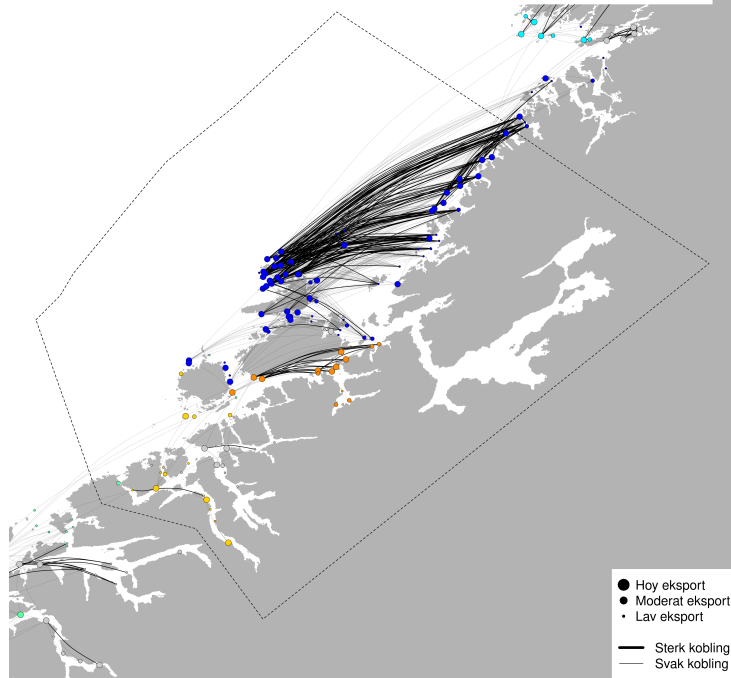 Hoy eksport
Moderat eksport
Lav eksport
Sterk kobling
Svak kobling